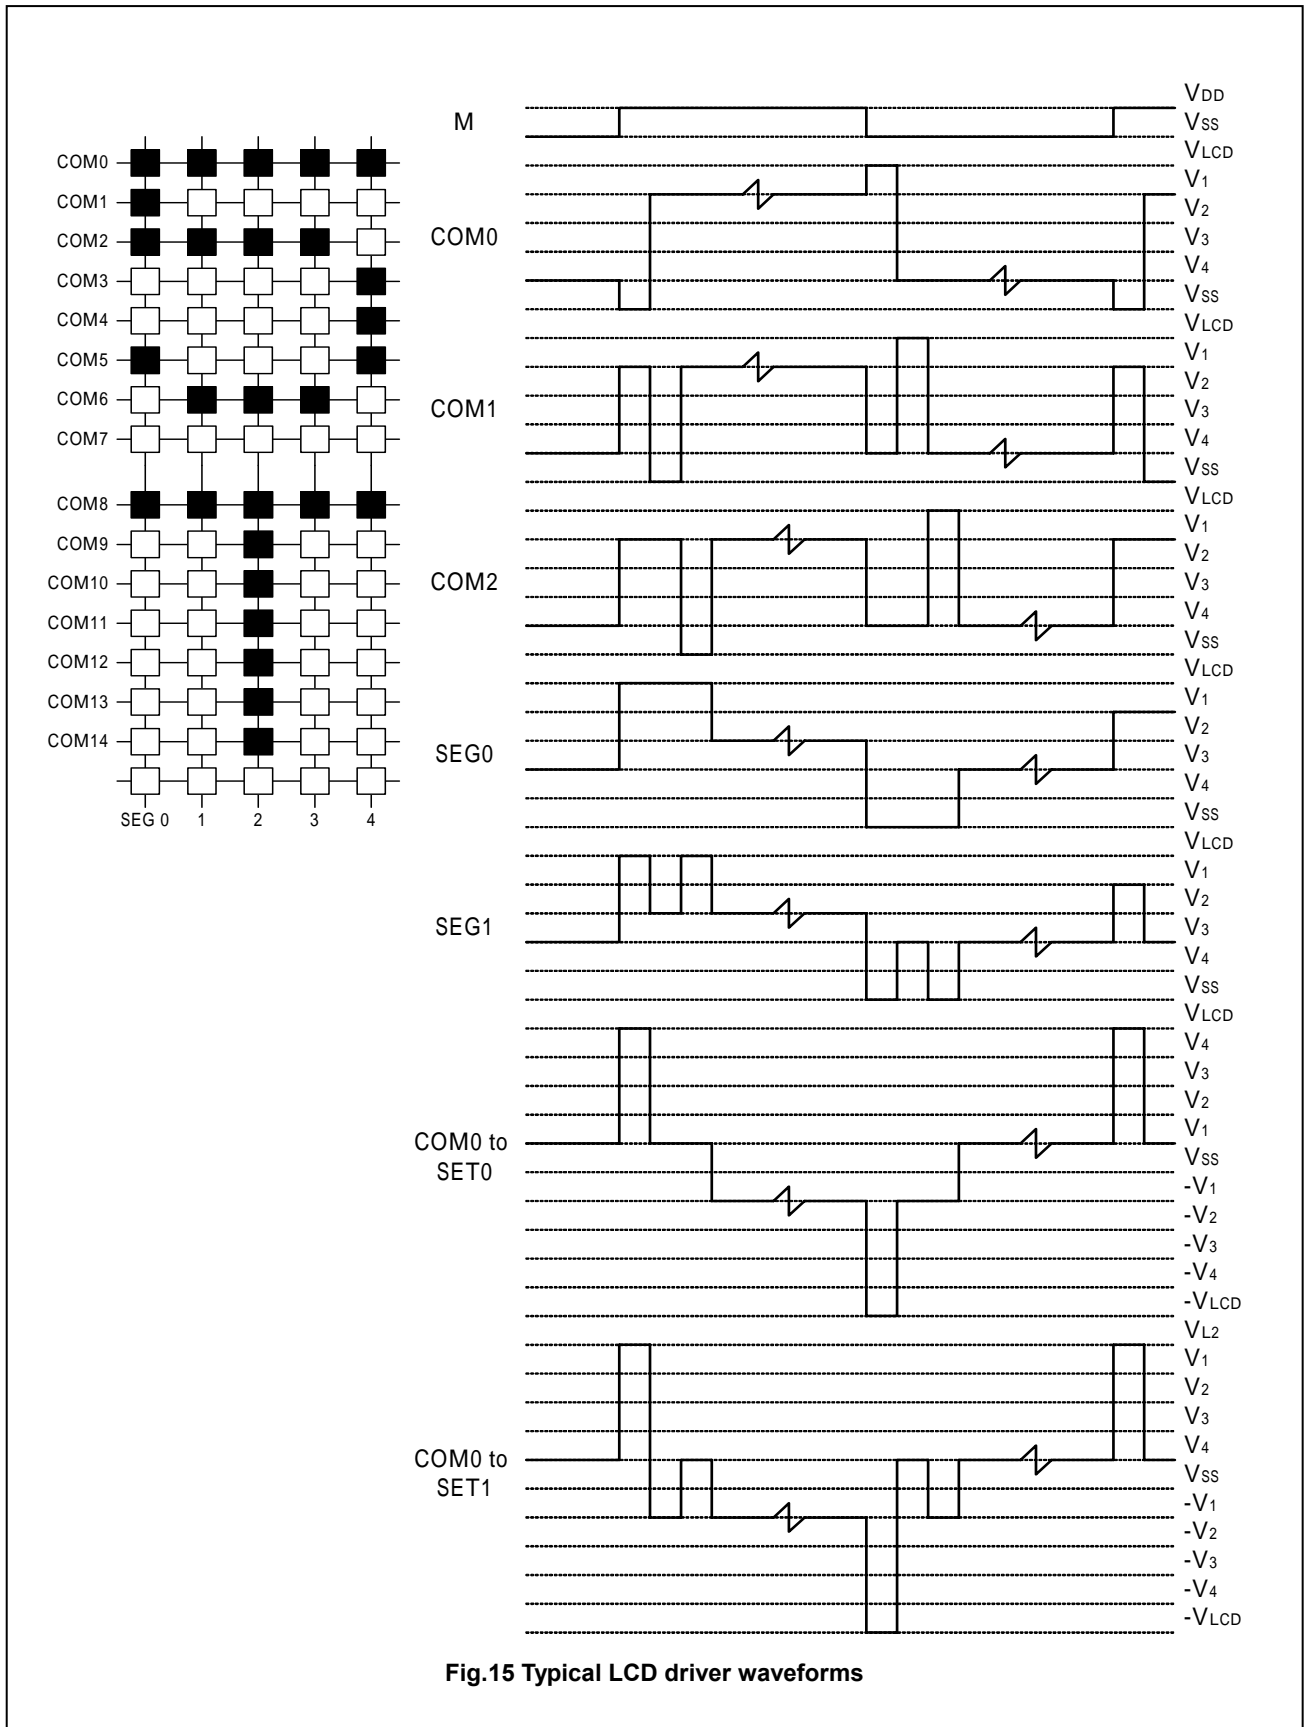 COM0
COM1
COM2
COM3
COM4
COM5
COM6
COM7
COM8
COM9
COM10
COM11
COM12
COM13
COM14
SEG 0 1 2 3 4
M
VDD
VSS
COM0
VLCD
V1
V2
V3
V4
VSS
COM1
VLCD
V1
V2
V3
V4
VSS
COM2
VLCD
V1
V2
V3
V4
VSS
SEG0
VLCD
V1
V2
V3
V4
VSS
SEG1
VLCD
V1
V2
V3
V4
VSS
COM0 to
SET0
VLCD
V4
V3
V2
V1
VSS
-V1
-V2
-V3
-V4
-VLCD
COM0 to
SET1
VL2
V1
V2
V3
V4
VSS
-V1
-V2
-V3
-V4
-VLCD
Fig.15 Typical LCD driver waveforms